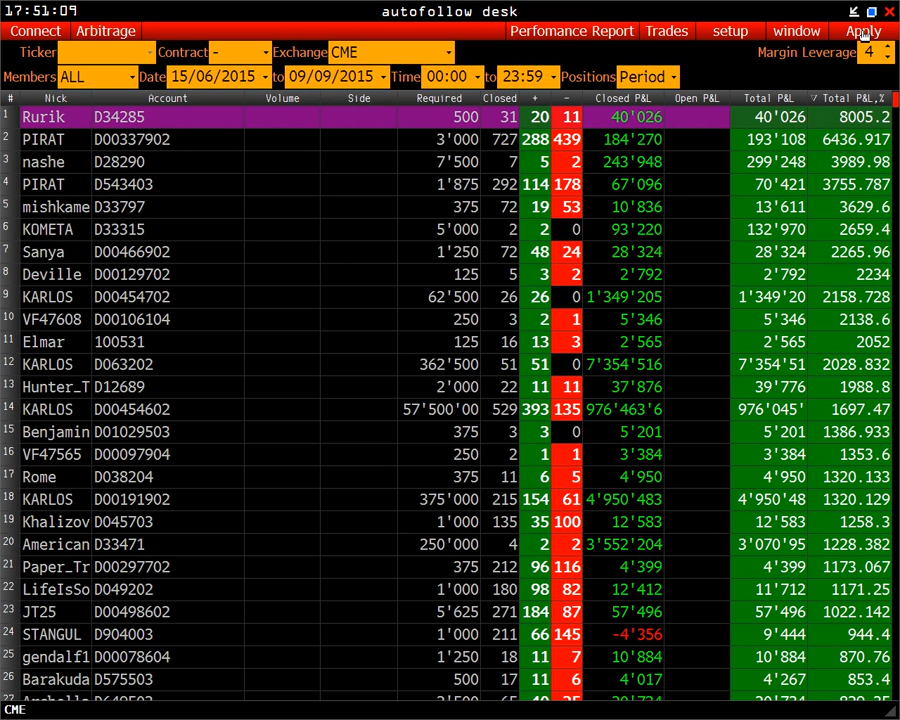 17:51:09 autofollow desk
Connect Arbitrage Perfomance Report Trades setup window Apply
Ticker Contract - Exchange CME Margin Leverage 4
Members ALL Date 15/06/2015 to 09/09/2015 Time 00:00 to 23:59 Positions Period
# Nick Account Volume Side Required Closed + - Closed P&L Open P&L Total P&L ▽ Total P&L,%
1 Rurik D34285 500 31 20 11 40'026 40'026 8005.2
2 PIRAT D00337902 3'000 727 288 439 184'270 193'108 6436.917
3 nashe D28290 7'500 7 5 2 243'948 299'248 3989.98
4 PIRAT D543403 1'875 292 114 178 67'096 70'421 3755.787
5 mishkame D33797 375 72 19 53 10'836 13'611 3629.6
6 KOMETA D33315 5'000 2 2 0 93'220 132'970 2659.4
7 Sanya D00466902 1'250 72 48 24 28'324 28'324 2265.96
8 Deville D00129702 125 5 3 2 2'792 2'792 2234
9 KARLOS D00454702 62'500 26 26 0 1'349'205 1'349'20 2158.728
10 VF47608 D00106104 250 3 2 1 5'346 5'346 2138.6
11 Elmar 100531 125 16 13 3 2'565 2'565 2052
12 KARLOS D063202 362'500 51 51 0 7'354'516 7'354'51 2028.832
13 Hunter_T D12689 2'000 22 11 11 37'876 39'776 1988.8
14 KARLOS D00454602 57'500'00 529 393 135 976'463'6 976'045' 1697.47
15 Benjamin D01029503 375 3 3 0 5'201 5'201 1386.933
16 VF47565 D00097904 250 2 1 1 3'384 3'384 1353.6
17 Rome D038204 375 11 6 5 4'950 4'950 1320.133
18 KARLOS D00191902 375'000 215 154 61 4'950'483 4'950'48 1320.129
19 Khalizov D045703 1'000 135 35 100 12'583 12'583 1258.3
20 American D33471 250'000 4 2 2 3'552'204 3'070'95 1228.382
21 Paper_Tr D00297702 375 212 96 116 4'399 4'399 1173.067
22 LifeIsSo D049202 1'000 180 98 82 12'412 11'712 1171.25
23 JT25 D00498602 5'625 271 184 87 57'496 57'496 1022.142
24 STANGUL D904003 1'000 211 66 145 -4'356 9'444 944.4
25 gendalf1 D00078604 1'250 18 11 7 10'884 10'884 870.76
26 Barakuda D575503 500 17 11 6 4'017 4'267 853.4
27
CME